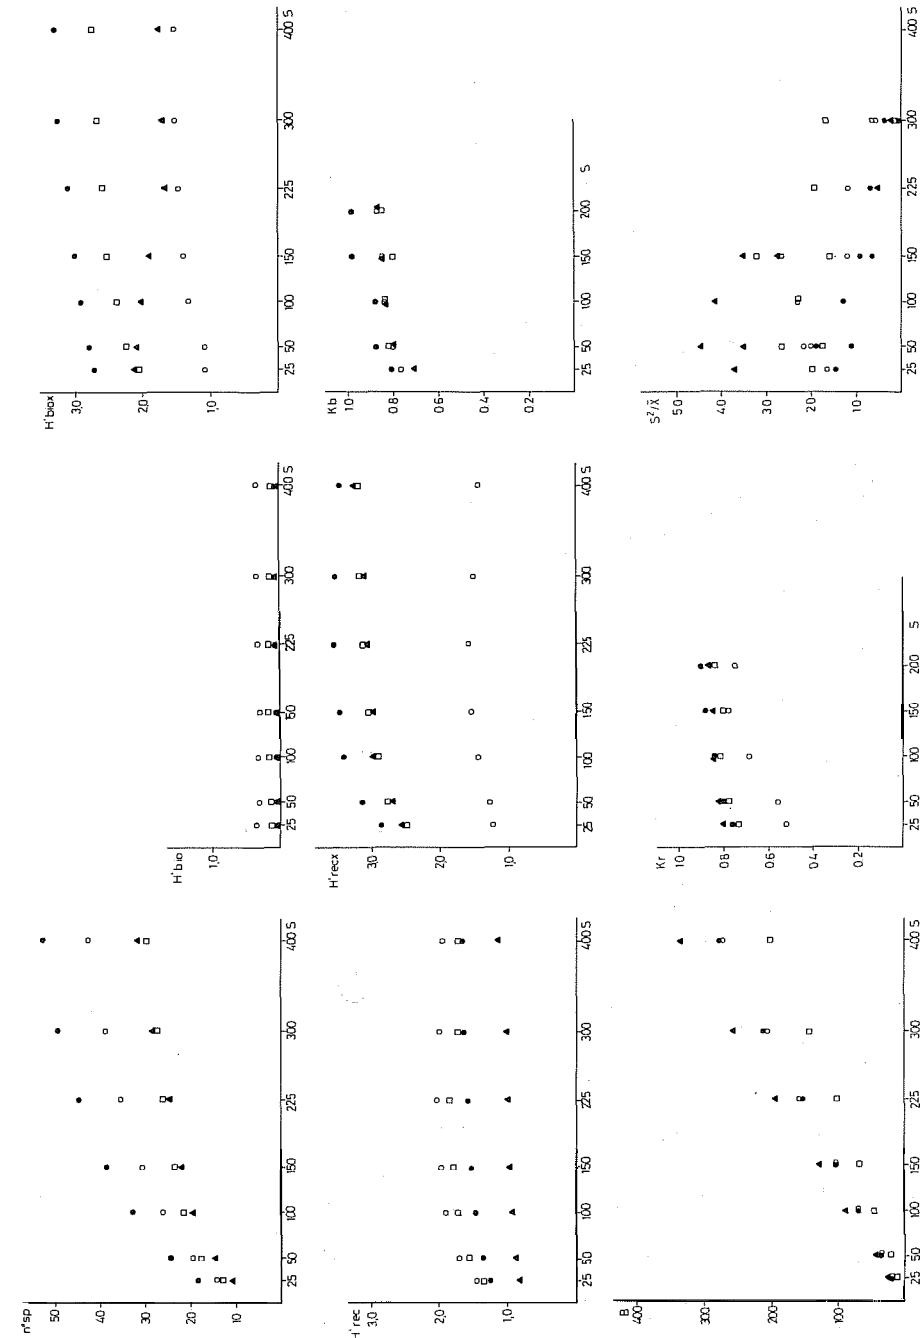 n°sp
50
40
30
20
10
25 50 100 150 225 300 400 S
H'bio
1,0
25 50 100 150 225 300 400 S
H'biox
3,0
2,0
1,0
25 50 100 150 225 300 400 S
H'rec
3,0
2,0
1,0
25 50 100 150 225 300 400 S
H'recx
3,0
2,0
1,0
25 50 100 150 225 300 400 S
Kb
1,0
0,8
0,6
0,4
0,2
25 50 100 150 200 S
B
400
300
200
100
25 50 100 150 225 300 400 S
Kr
1,0
0,8
0,6
0,4
0,2
25 50 100 150 200 S
S²/x̄
5,0
4,0
3,0
2,0
1,0
25 50 100 150 225 300 400 S